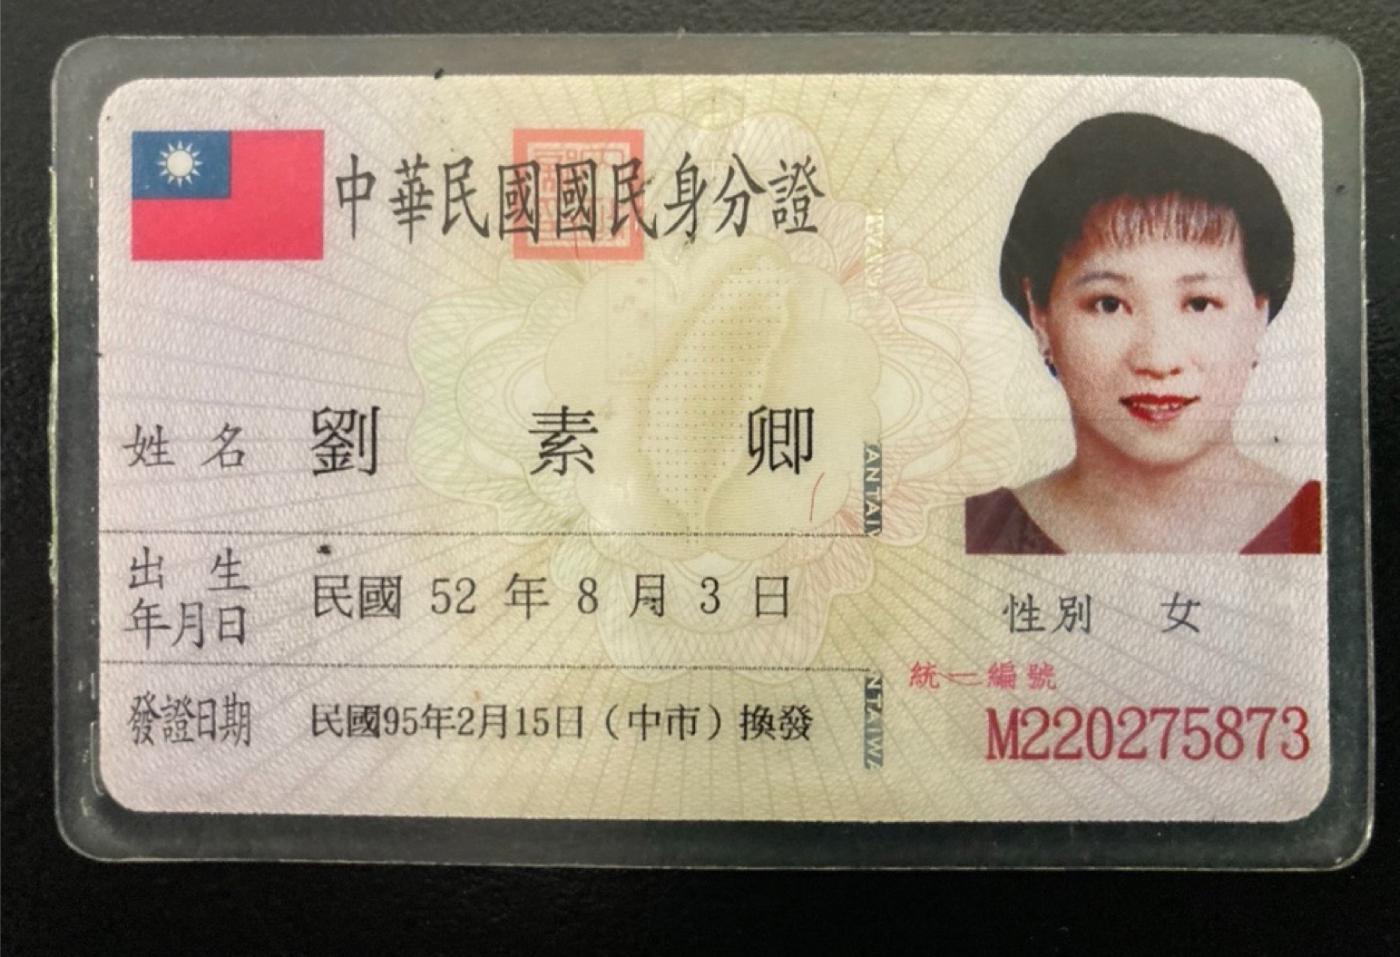 中華民國國民身分證
姓名 劉素卿
出生年月日 民國 52 年 8 月 3 日
發證日期 民國95年2月15日（中市）換發
性別 女
統一編號
M220275873